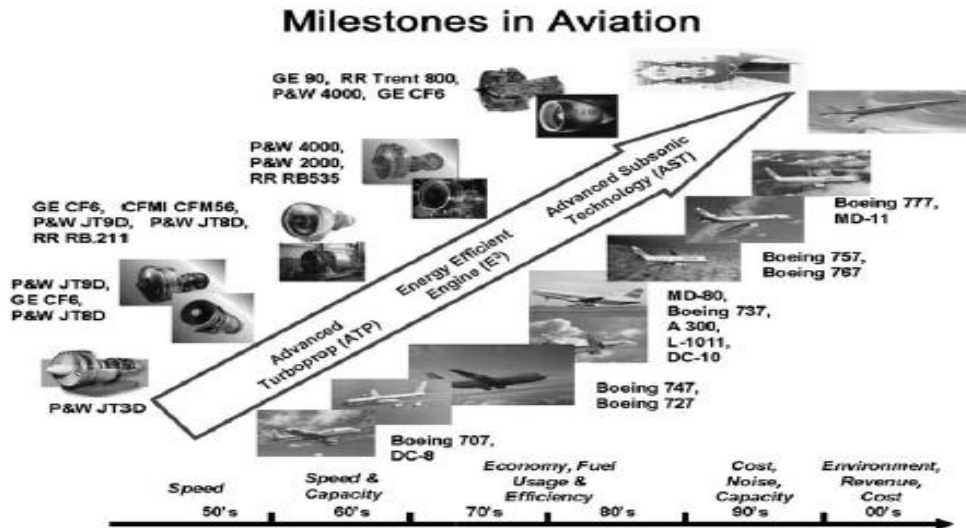 Milestones in Aviation
GE 90, RR Trent 800,
P&W 4000, GE CF6
P&W 4000,
P&W 2000,
RR RB535
GE CF6, CFMI CFM56,
P&W JT9D, P&W JT8D,
RR RB.211
P&W JT9D,
GE CF6,
P&W JT8D
P&W JT3D
Advanced
Turboprop (ATP)
Energy Efficient
Engine (E³)
Advanced Subsonic
Technology (AST)
Boeing 777,
MD-11
Boeing 757,
Boeing 767
MD-80,
Boeing 737,
A 300,
L-1011,
DC-10
Boeing 747,
Boeing 727
Boeing 707,
DC-8
Speed
Speed &
Capacity
Economy, Fuel
Usage &
Efficiency
Cost,
Noise,
Capacity
Environment,
Revenue,
Cost
50's 60's 70's 80's 90's 00's